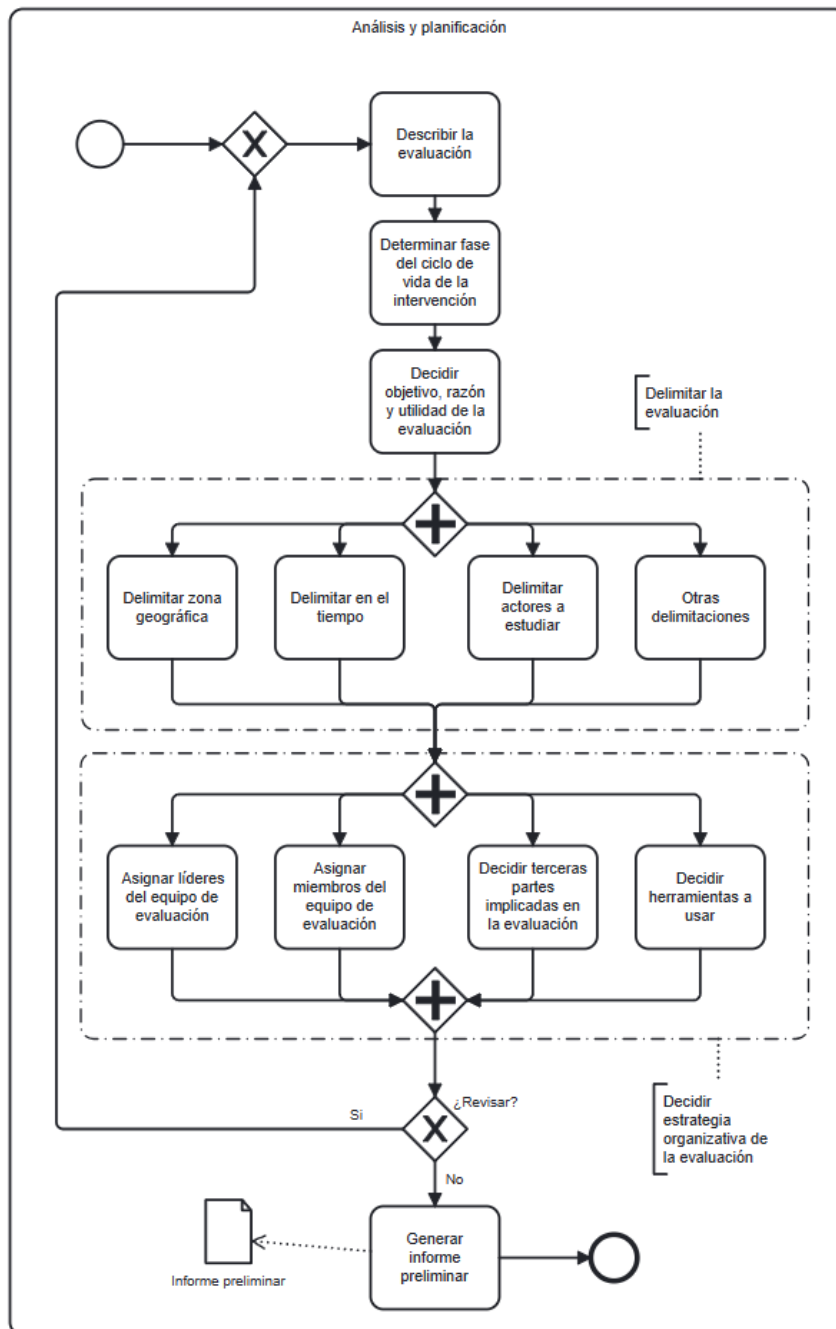 Análisis y planificación
Describir la
evaluación
Determinar fase
del ciclo de
vida de la
intervención
Decidir
objetivo, razón
y utilidad de la
evaluación
Delimitar la
evaluación
Delimitar zona
geográfica
Delimitar en el
tiempo
Delimitar
actores a
estudiar
Otras
delimitaciones
Asignar líderes
del equipo de
evaluación
Asignar
miembros del
equipo de
evaluación
Decidir terceras
partes
implicadas en
la evaluación
Decidir
herramientas a
usar
¿Revisar?
Si
No
Decidir
estrategia
organizativa de
la evaluación
Generar
informe
preliminar
Informe preliminar